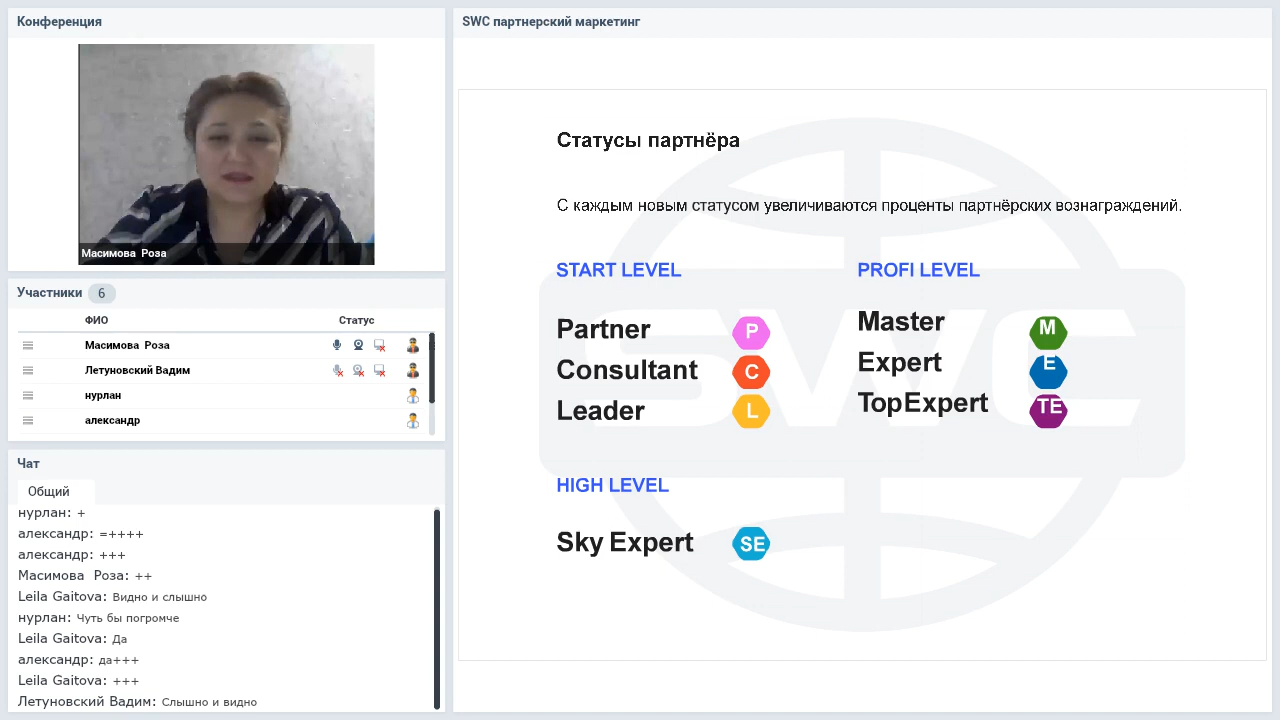 Конференция
Масимова Роза
Участники 6
ФИО Статус
Масимова Роза
Летуновский Вадим
нурлан
александр
Чат
Общий
нурлан: +
александр: =++++
александр: +++
Масимова Роза: ++
Leila Gaitova: Видно и слышно
нурлан: Чуть бы погромче
Leila Gaitova: Да
александр: да+++
Leila Gaitova: +++
Летуновский Вадим: Слышно и видно
SWC партнерский маркетинг
Статусы партнёра
С каждым новым статусом увеличиваются проценты партнёрских вознаграждений.
START LEVEL
Partner P
Consultant C
Leader L
PROFI LEVEL
Master M
Expert E
TopExpert TE
HIGH LEVEL
Sky Expert SE
SWC